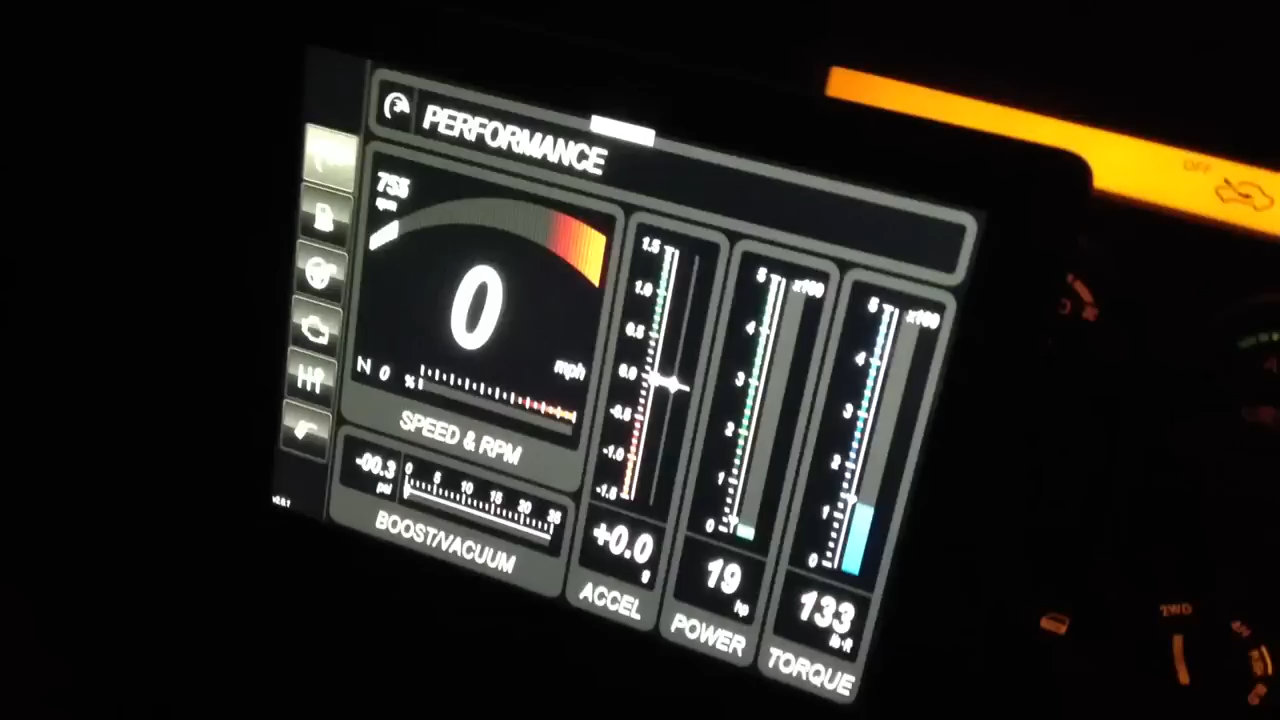 PERFORMANCE
755
rpm
0
mph
N 0 %
SPEED & RPM
-00.3
psi
0 5 10 15 20 25
BOOST/VACUUM
1.5
1.0
0.5
0.0
-0.5
-1.0
-1.5
+0.0
g
ACCEL
5 x100
4
3
2
1
0
19
hp
POWER
5 x100
4
3
2
1
0
133
lb-ft
TORQUE
OFF
2WD